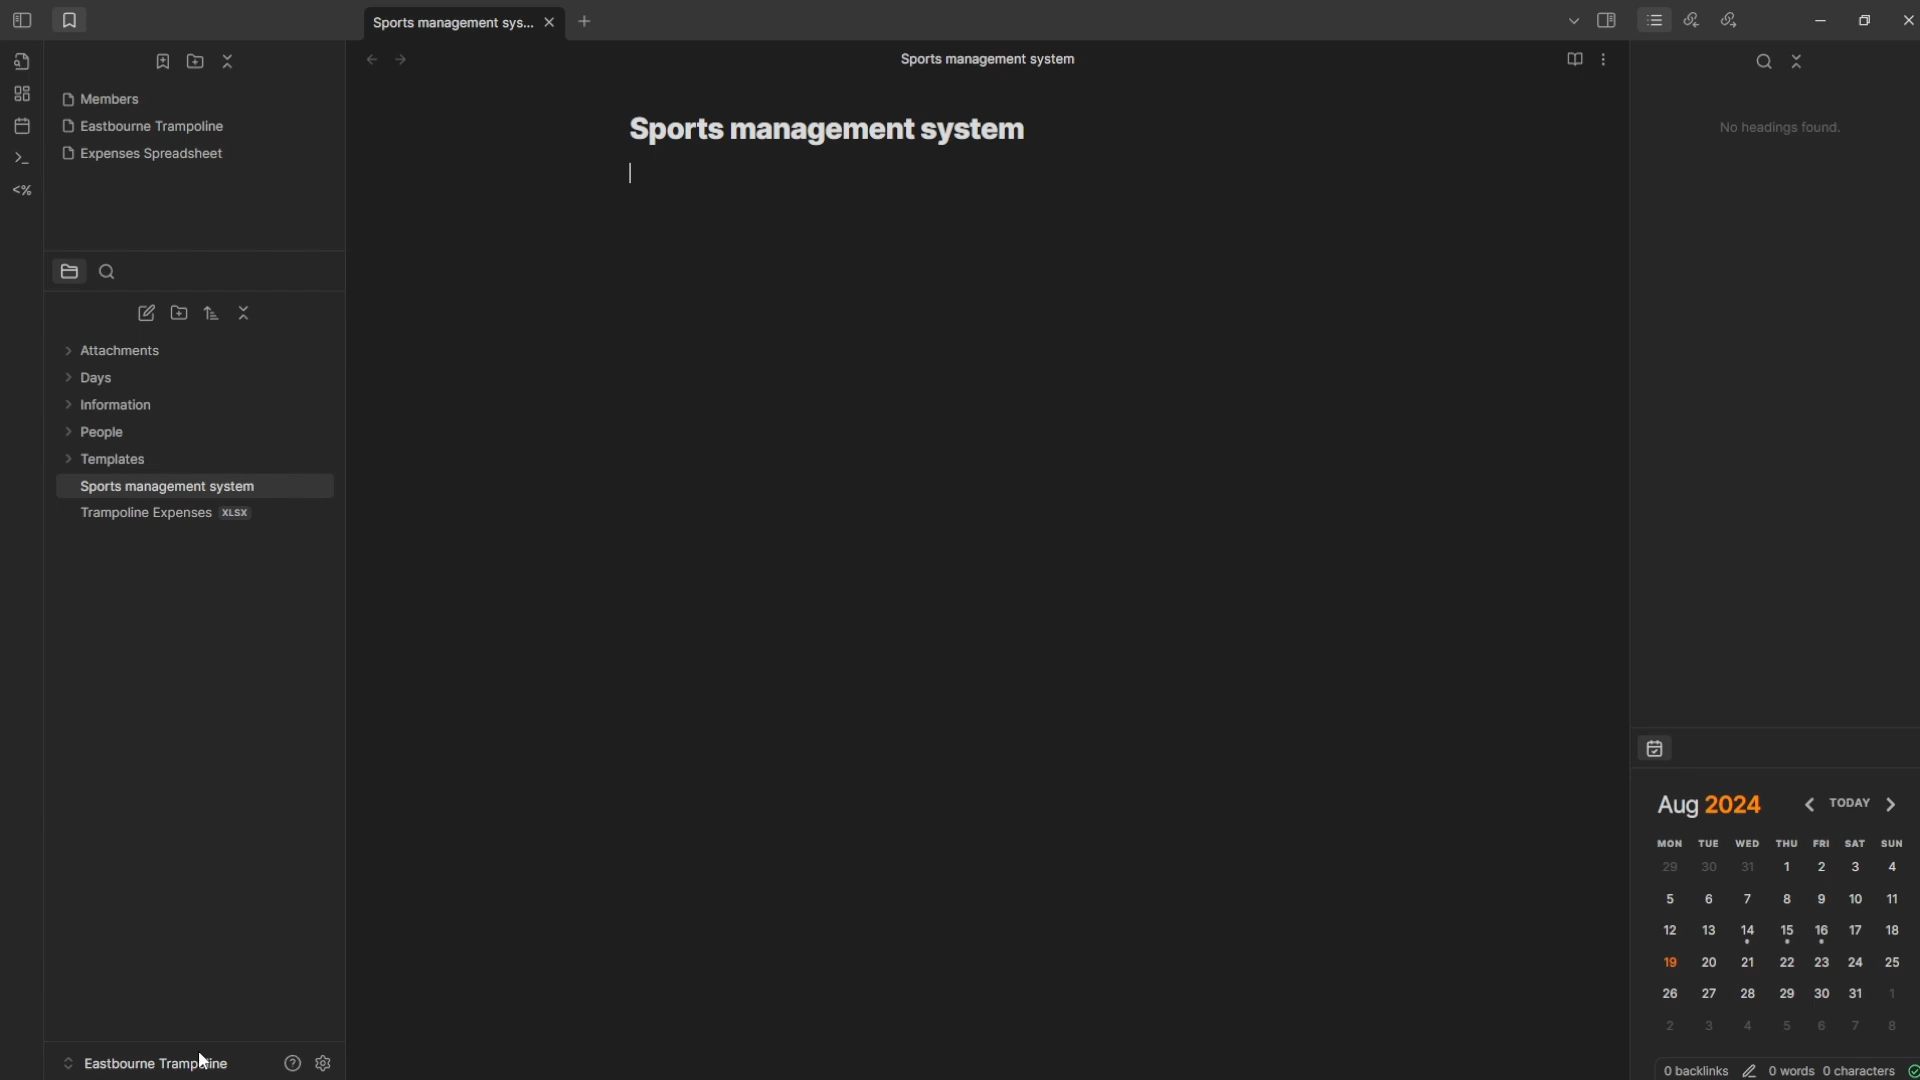 Sports management sys...
Members
Eastbourne Trampoline
Expenses Spreadsheet
<%
Attachments
Days
Information
People
Templates
Sports management system
Trampoline Expenses XLSX
Eastbourne Trampoline
Sports management system
Sports management system
No headings found.
Aug 2024 TODAY
MON TUE WED THU FRI SAT SUN
29 30 31 1 2 3 4
5 6 7 8 9 10 11
12 13 14 15 16 17 18
19 20 21 22 23 24 25
26 27 28 29 30 31 1
2 3 4 5 6 7 8
0 backlinks 0 words 0 characters